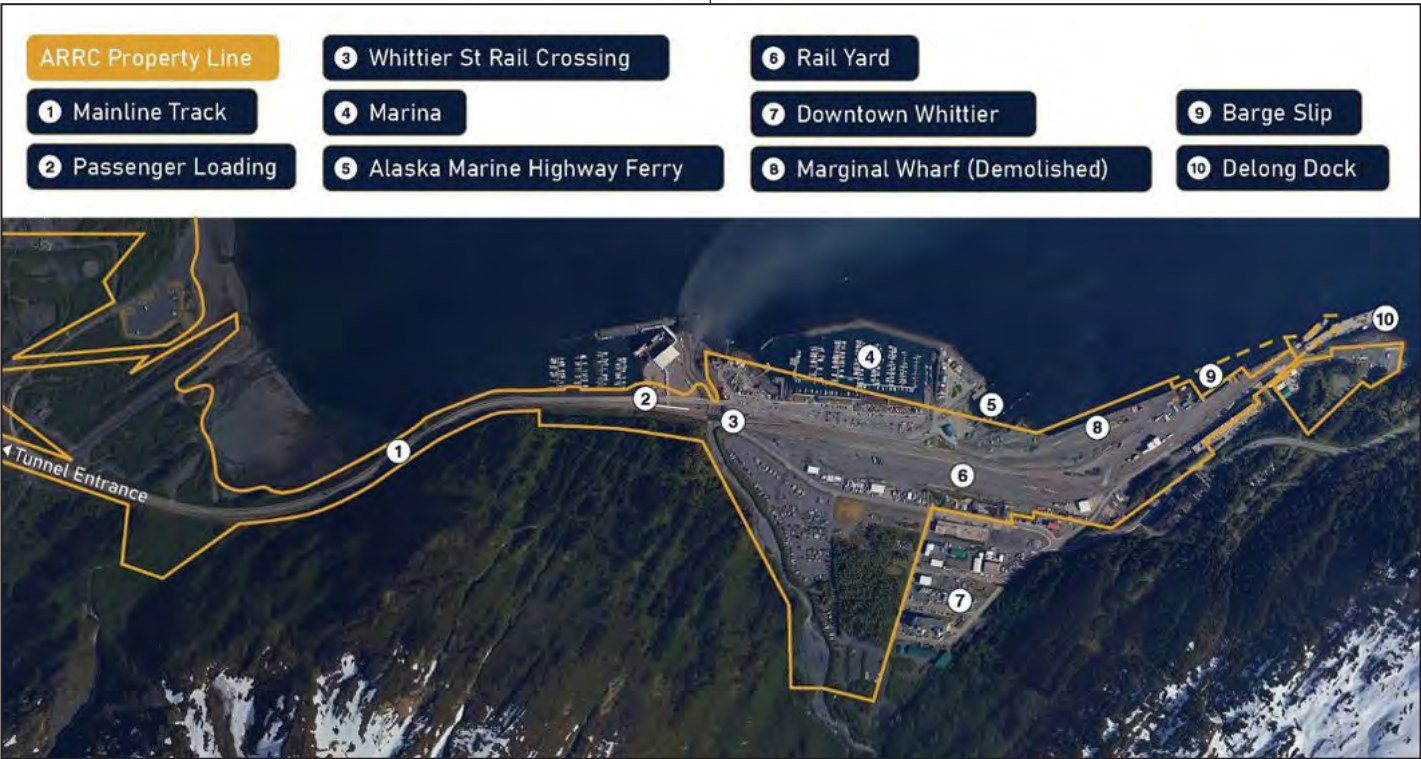 ARRC Property Line
1 Mainline Track
2 Passenger Loading
3 Whittier St Rail Crossing
4 Marina
5 Alaska Marine Highway Ferry
6 Rail Yard
7 Downtown Whittier
8 Marginal Wharf (Demolished)
9 Barge Slip
10 Delong Dock
Tunnel Entrance
1
2
3
4
5
6
7
8
9
10